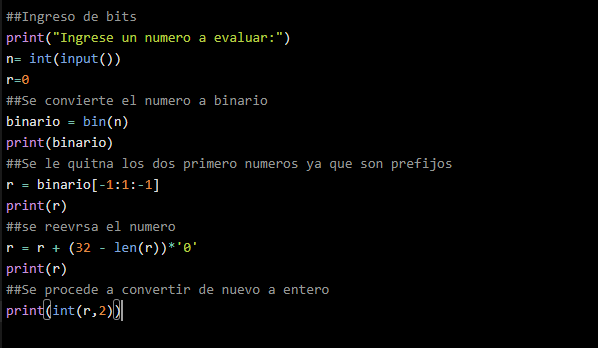 ##Ingreso de bits
print("Ingrese un numero a evaluar:")
n= int(input())
r=0
##Se convierte el numero a binario
binario = bin(n)
print(binario)
##Se le quitna los dos primero numeros ya que son prefijos
r = binario[-1:1:-1]
print(r)
##se reevrsa el numero
r = r + (32 - len(r))*'0'
print(r)
##Se procede a convertir de nuevo a entero
print(int(r,2))